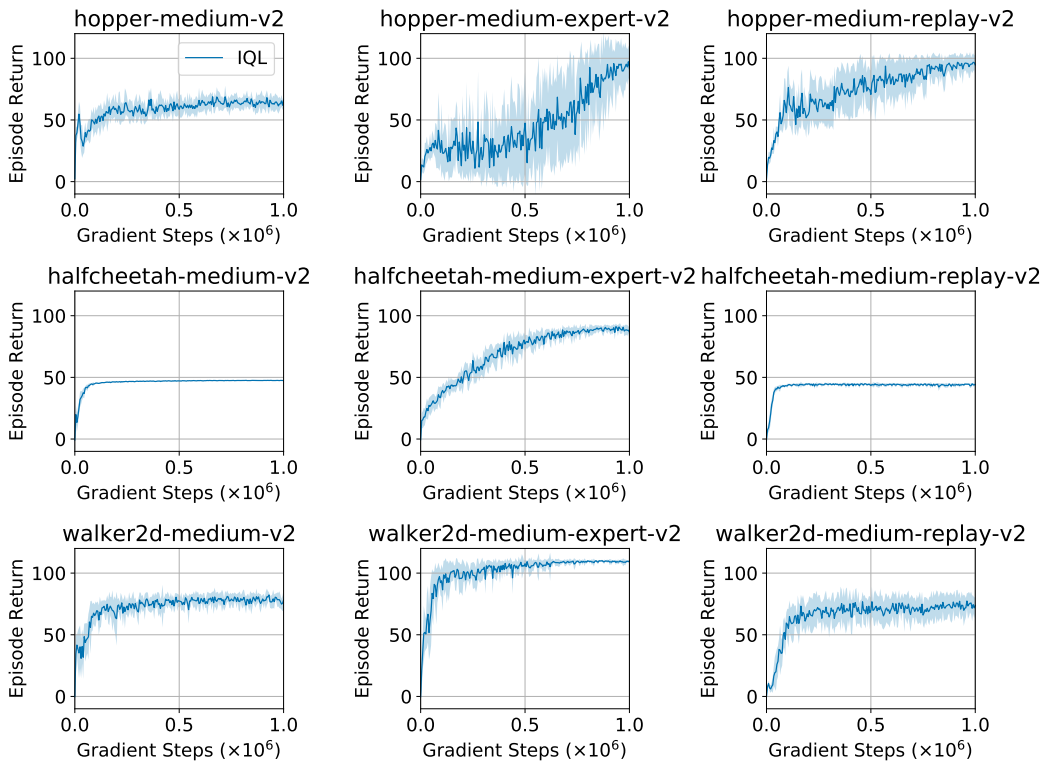 hopper-medium-v2
hopper-medium-expert-v2
hopper-medium-replay-v2
Episode Return
100
50
0
IQL
0.0
0.5
1.0
Gradient Steps (×10⁶)
Episode Return
100
50
0
0.0
0.5
1.0
Gradient Steps (×10⁶)
Episode Return
100
50
0
0.0
0.5
1.0
Gradient Steps (×10⁶)
halfcheetah-medium-v2
halfcheetah-medium-expert-v2
halfcheetah-medium-replay-v2
Episode Return
100
50
0
0.0
0.5
1.0
Gradient Steps (×10⁶)
Episode Return
100
50
0
0.0
0.5
1.0
Gradient Steps (×10⁶)
Episode Return
100
50
0
0.0
0.5
1.0
Gradient Steps (×10⁶)
walker2d-medium-v2
walker2d-medium-expert-v2
walker2d-medium-replay-v2
Episode Return
100
50
0
0.0
0.5
1.0
Gradient Steps (×10⁶)
Episode Return
100
50
0
0.0
0.5
1.0
Gradient Steps (×10⁶)
Episode Return
100
50
0
0.0
0.5
1.0
Gradient Steps (×10⁶)